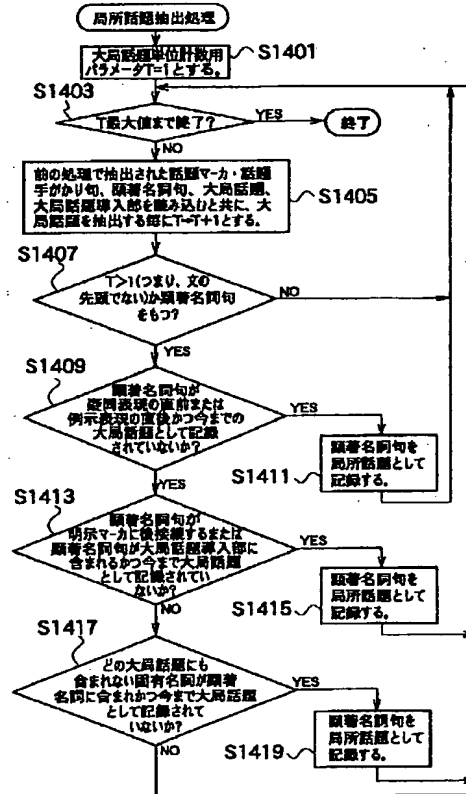 局所話題抽出処理
S1401
大局話題単位計数用
パラメータT=1とする。
S1403
T最大値まで終了?
YES
終了
NO
前の処理で抽出された話題マーカ・話題
手がかり句、顕著名詞句、大局話題、
大局話題導入部を読み込むと共に、大
局話題を抽出する毎にT←T+1とする。
S1405
S1407
T>1(つまり、文の
先頭でない)か顕著名詞句
をもつ?
NO
YES
S1409
顕著名詞句が
疑問表現の直前または
例示表現の直後かつ今までの
大局話題として記録
されていないか?
YES
顕著名詞句を
局所話題として
記録する。
S1411
YES
S1413
顕著名詞句が
明示マーカに後接続するまたは
顕著名詞句が大局話題導入部に
含まれるかつ今まで大局話題
として記録されてい
ないか?
YES
顕著名詞句を
局所話題として
記録する。
S1415
NO
S1417
どの大局話題にも
含まれない固有名詞が顕著
名詞に含まれかつ今まで大局話題
として記録されて
いないか?
YES
顕著名詞句を
局所話題として
記録する。
S1419
NO